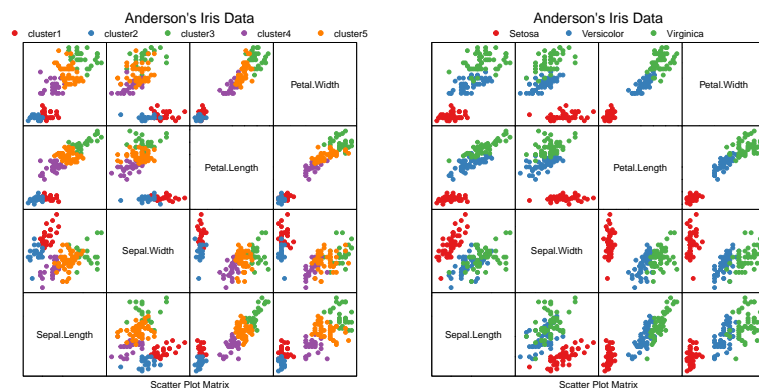 Anderson's Iris Data
cluster1 cluster2 cluster3 cluster4 cluster5
Petal.Width
Petal.Length
Sepal.Width
Sepal.Length
Scatter Plot Matrix
Anderson's Iris Data
Setosa Versicolor Virginica
Petal.Width
Petal.Length
Sepal.Width
Sepal.Length
Scatter Plot Matrix